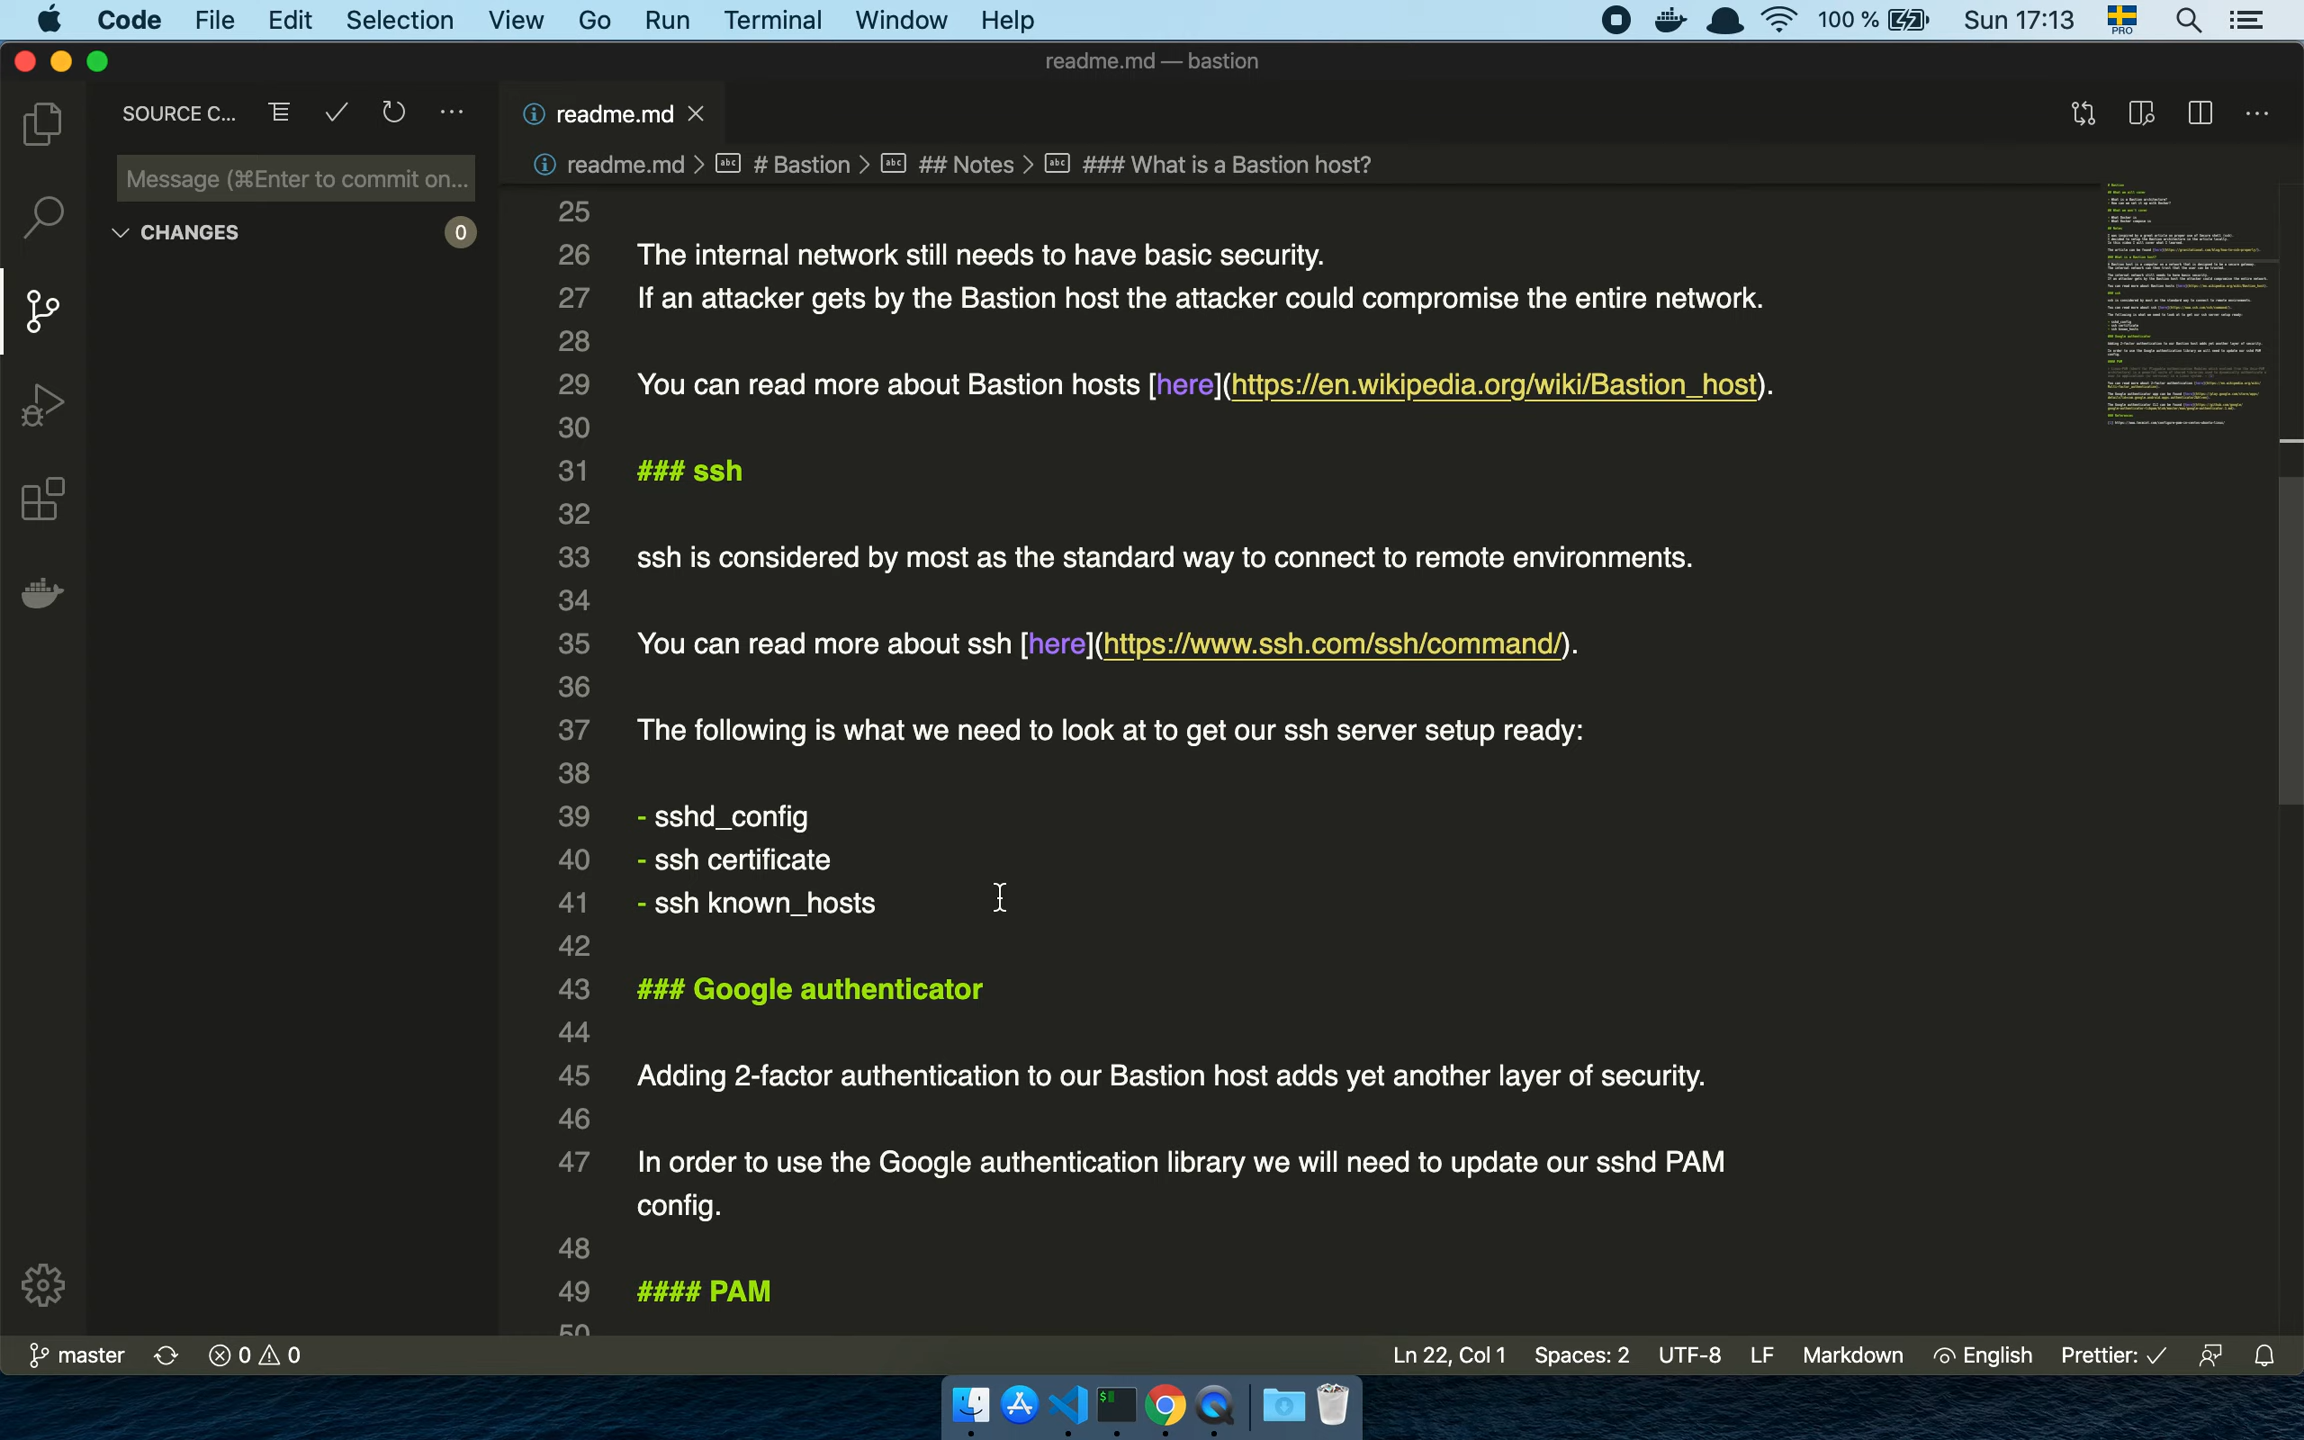 Code File Edit Selection View Go Run Terminal Window Help 100 % Sun 17:13 PRO
readme.md — bastion
SOURCE C...
readme.md
Message (⌘Enter to commit on...
readme.md > # Bastion > ## Notes > ### What is a Bastion host?
CHANGES 0
25
26 The internal network still needs to have basic security.
27 If an attacker gets by the Bastion host the attacker could compromise the entire network.
28
29 You can read more about Bastion hosts [here](https://en.wikipedia.org/wiki/Bastion_host).
30
31 ### ssh
32
33 ssh is considered by most as the standard way to connect to remote environments.
34
35 You can read more about ssh [here](https://www.ssh.com/ssh/command/).
36
37 The following is what we need to look at to get our ssh server setup ready:
38
39 - sshd_config
40 - ssh certificate
41 - ssh known_hosts
42
43 ### Google authenticator
44
45 Adding 2-factor authentication to our Bastion host adds yet another layer of security.
46
47 In order to use the Google authentication library we will need to update our sshd PAM
config.
48
49 #### PAM
50
master 0 0 Ln 22, Col 1 Spaces: 2 UTF-8 LF Markdown English Prettier: ✓